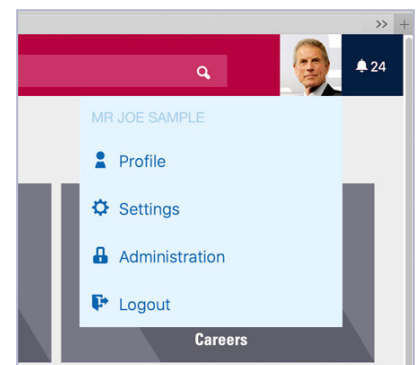 24
MR JOE SAMPLE
Profile
Settings
Administration
Logout
Careers